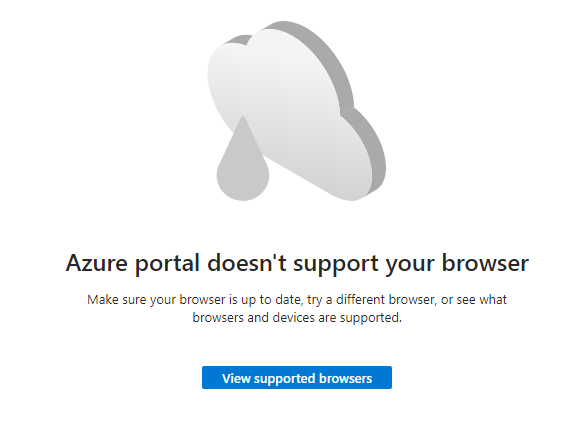 Azure portal doesn't support your browser
Make sure your browser is up to date, try a different browser, or see what
browsers and devices are supported.
View supported browsers